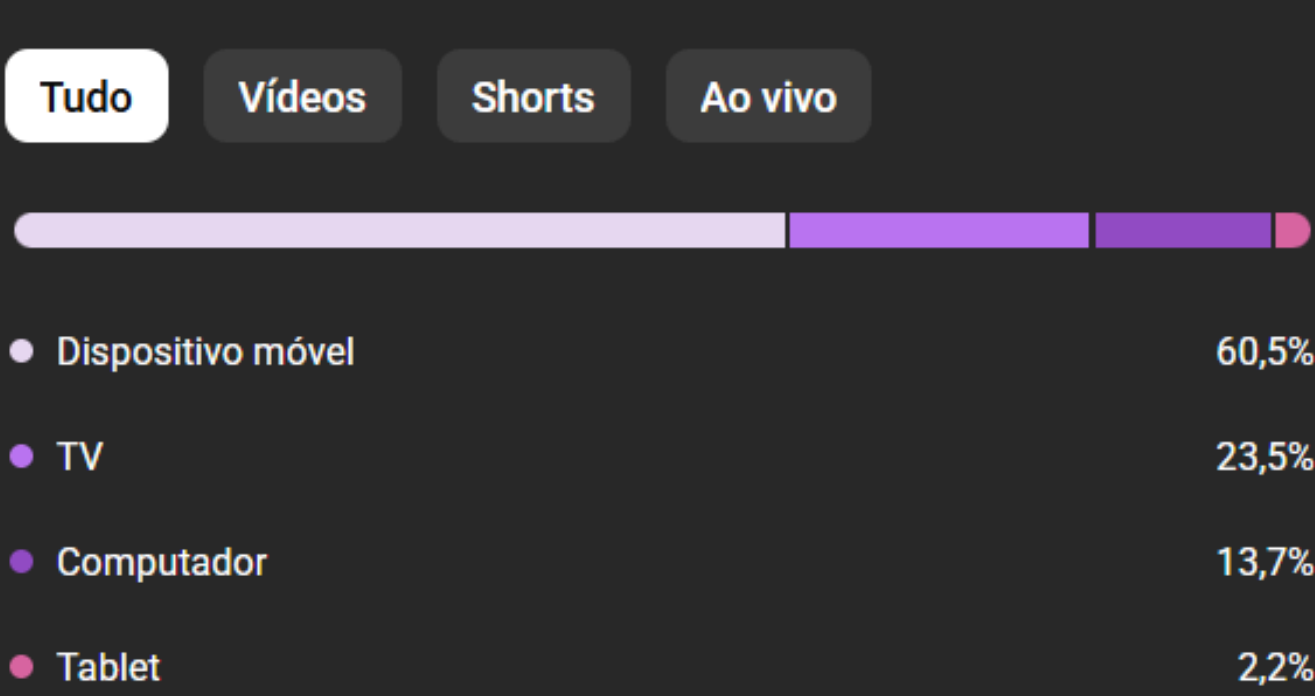 Tudo Vídeos Shorts Ao vivo
Dispositivo móvel 60,5%
TV 23,5%
Computador 13,7%
Tablet 2,2%